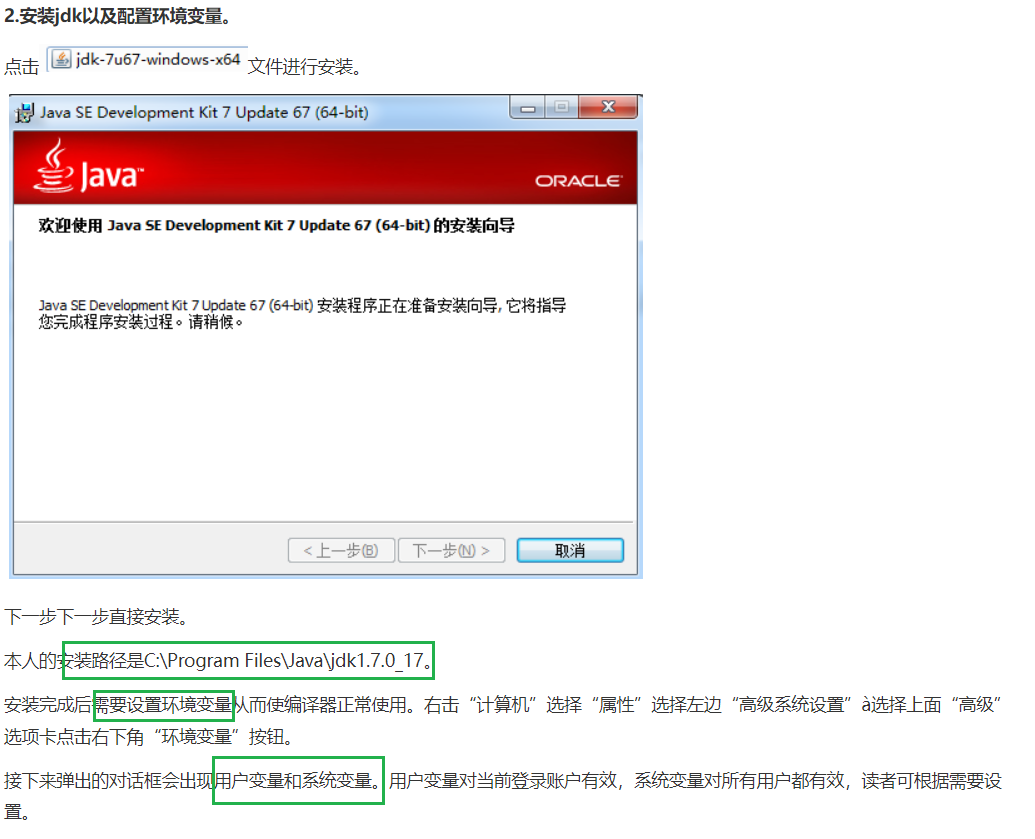 2.安装jdk以及配置环境变量。
点击 jdk-7u67-windows-x64 文件进行安装。
Java SE Development Kit 7 Update 67 (64-bit)
Java™
ORACLE
欢迎使用 Java SE Development Kit 7 Update 67 (64-bit) 的安装向导
Java SE Development Kit 7 Update 67 (64-bit) 安装程序正在准备安装向导, 它将指导
您完成程序安装过程。请稍候。
< 上一步(B)
下一步(N) >
取消
下一步下一步直接安装。
本人的安装路径是C:\Program Files\Java\jdk1.7.0_17。
安装完成后需要设置环境变量从而使编译器正常使用。右击“计算机”选择“属性”选择左边“高级系统设置”à选择上面“高级”
选项卡点击右下角“环境变量”按钮。
接下来弹出的对话框会出现用户变量和系统变量。用户变量对当前登录账户有效，系统变量对所有用户都有效，读者可根据需要设
置。